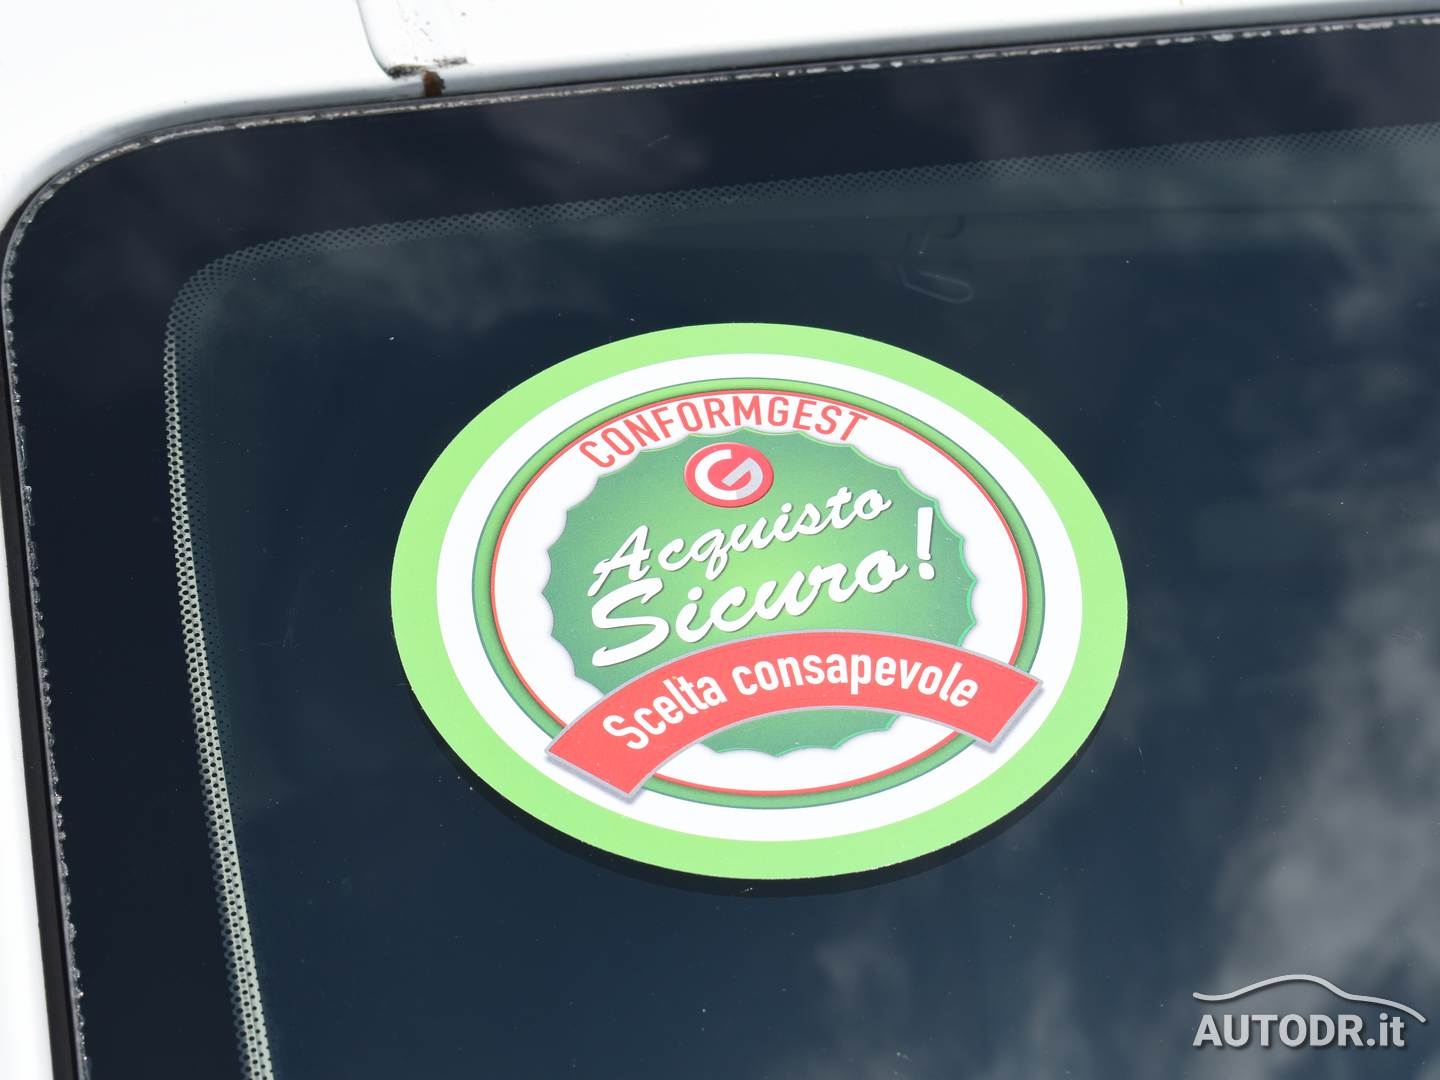 CONFORMGEST
G
Acquisto
Sicuro!
Scelta consapevole
AUTODR.it